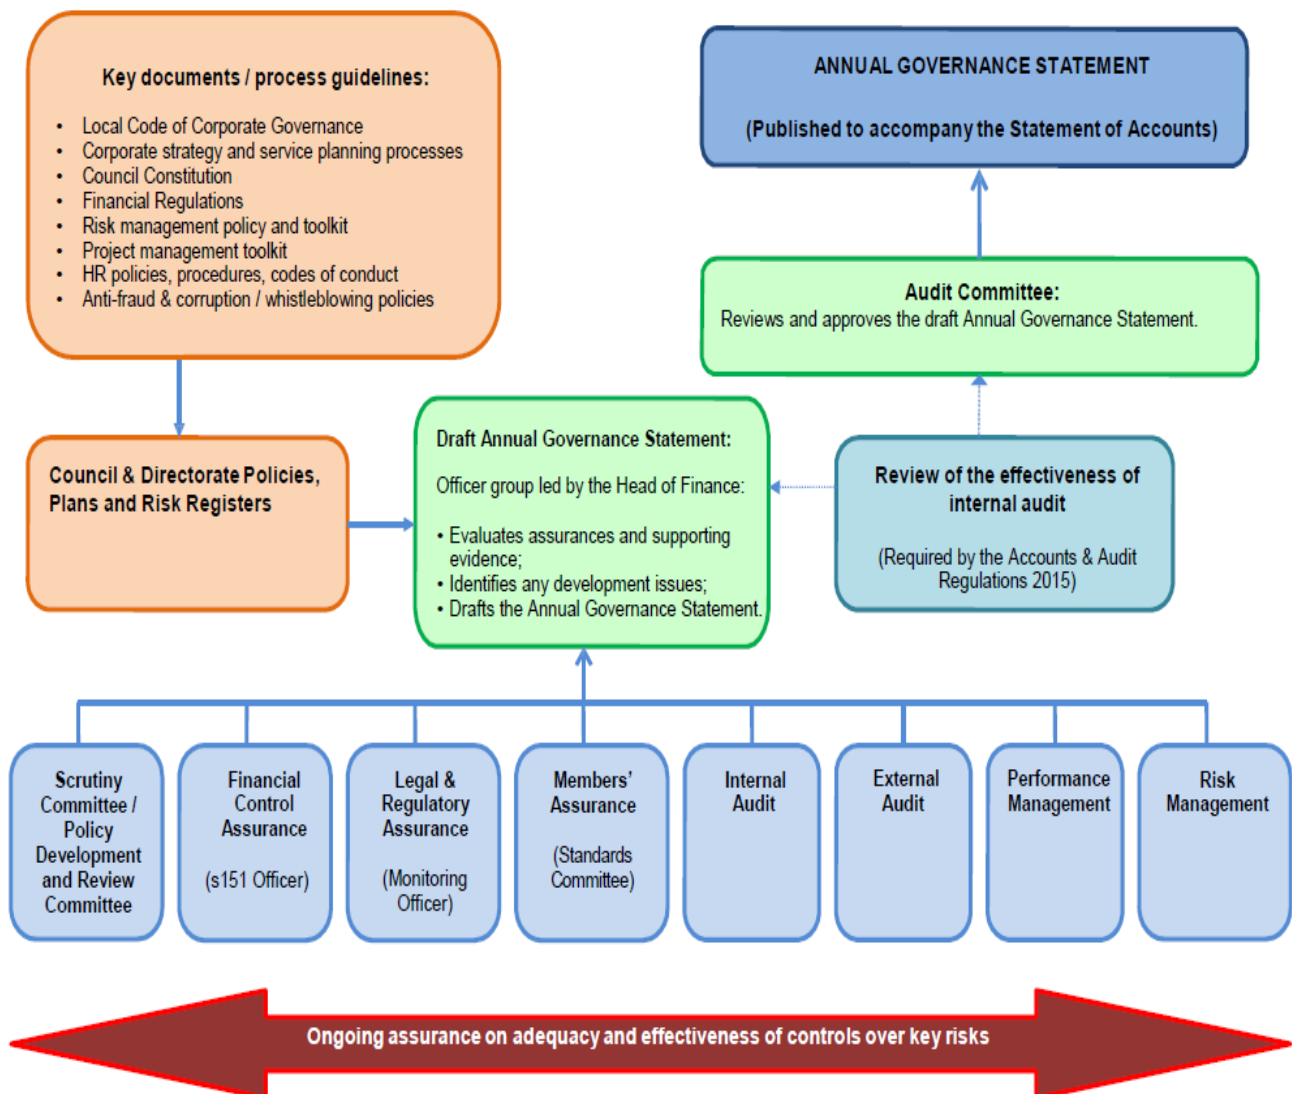 Key documents / process guidelines:
• Local Code of Corporate Governance
• Corporate strategy and service planning processes
• Council Constitution
• Financial Regulations
• Risk management policy and toolkit
• Project management toolkit
• HR policies, procedures, codes of conduct
• Anti-fraud & corruption / whistleblowing policies
ANNUAL GOVERNANCE STATEMENT
(Published to accompany the Statement of Accounts)
Audit Committee:
Reviews and approves the draft Annual Governance Statement.
Council & Directorate Policies,
Plans and Risk Registers
Draft Annual Governance Statement:
Officer group led by the Head of Finance:
• Evaluates assurances and supporting
evidence;
• Identifies any development issues;
• Drafts the Annual Governance Statement.
Review of the effectiveness of
internal audit
(Required by the Accounts & Audit
Regulations 2015)
Scrutiny
Committee /
Policy
Development
and Review
Committee
Financial
Control
Assurance
(s151 Officer)
Legal &
Regulatory
Assurance
(Monitoring
Officer)
Members’
Assurance
(Standards
Committee)
Internal
Audit
External
Audit
Performance
Management
Risk
Management
Ongoing assurance on adequacy and effectiveness of controls over key risks